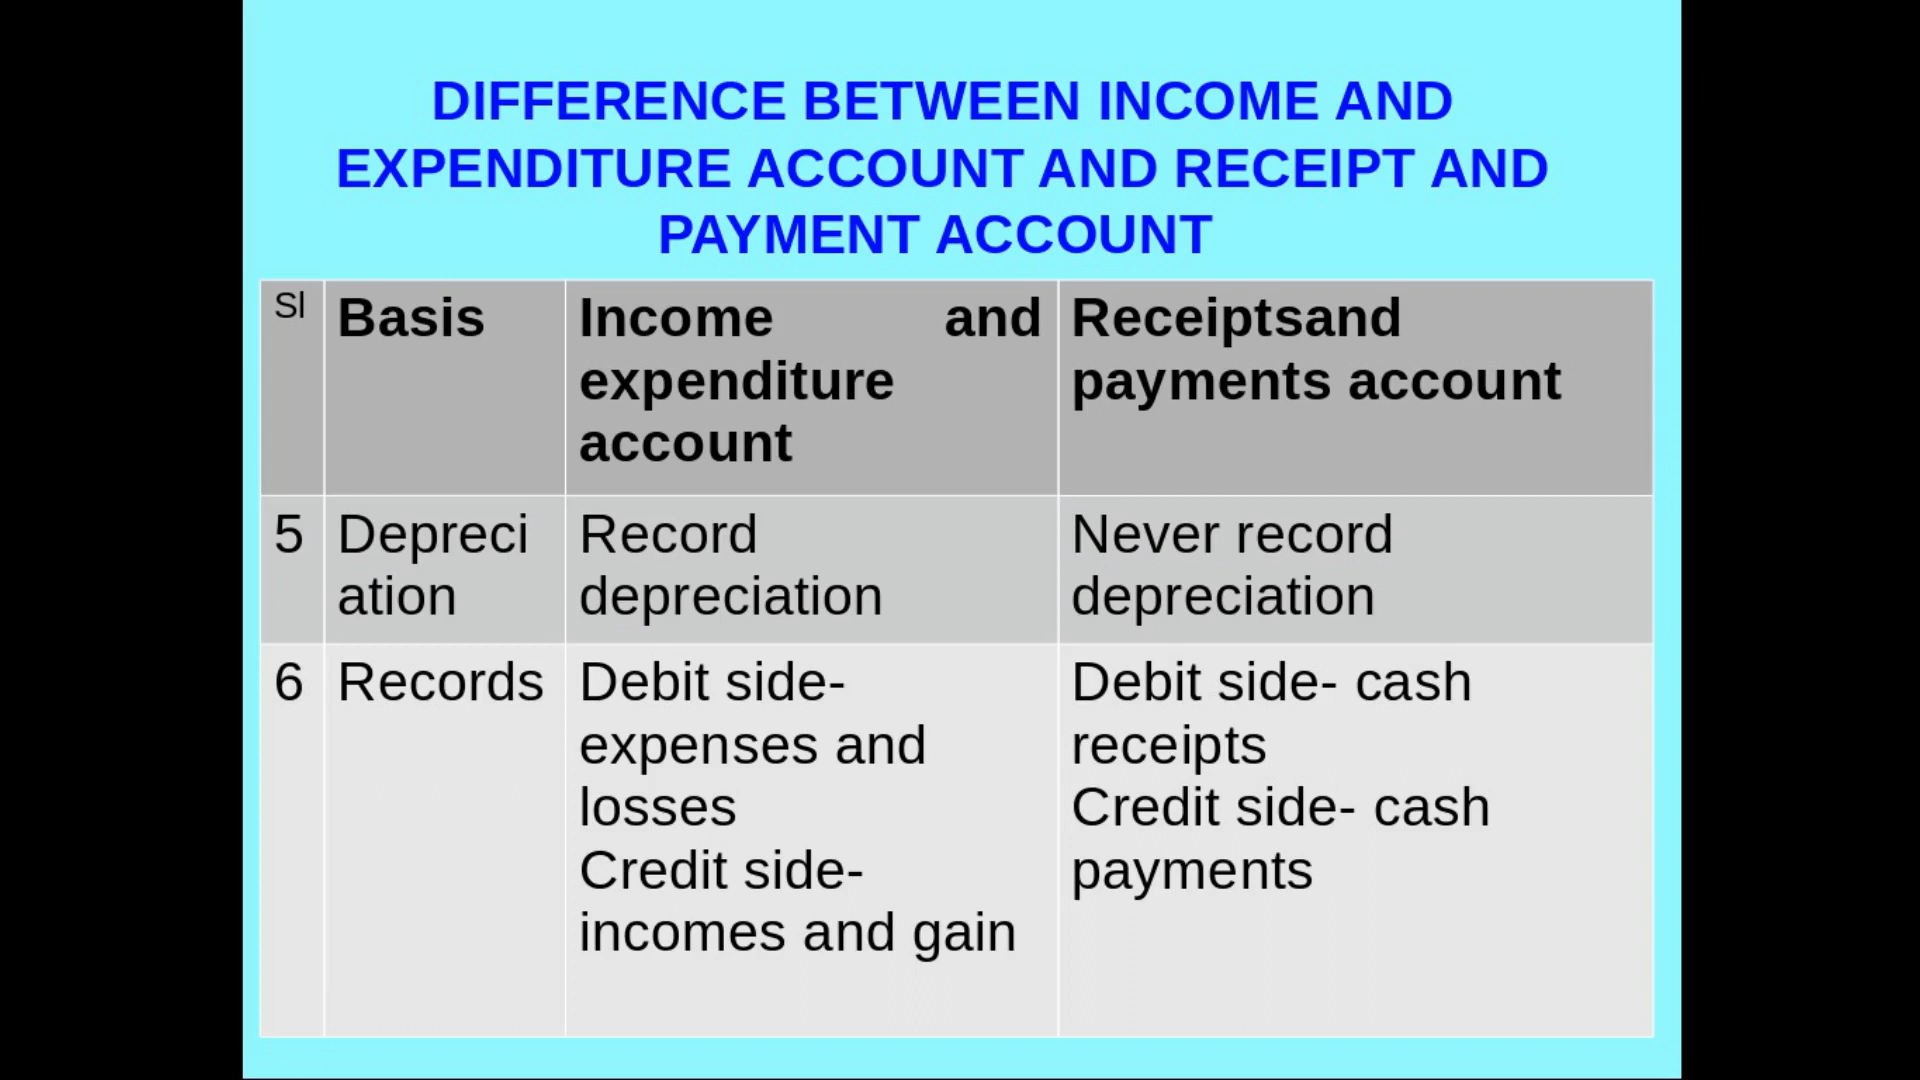 DIFFERENCE BETWEEN INCOME AND
EXPENDITURE ACCOUNT AND RECEIPT AND
PAYMENT ACCOUNT
Sl
Basis
Income and
expenditure
account
Receiptsand
payments account
5
Depreci
ation
Record
depreciation
Never record
depreciation
6
Records
Debit side-
expenses and
losses
Credit side-
incomes and gain
Debit side- cash
receipts
Credit side- cash
payments